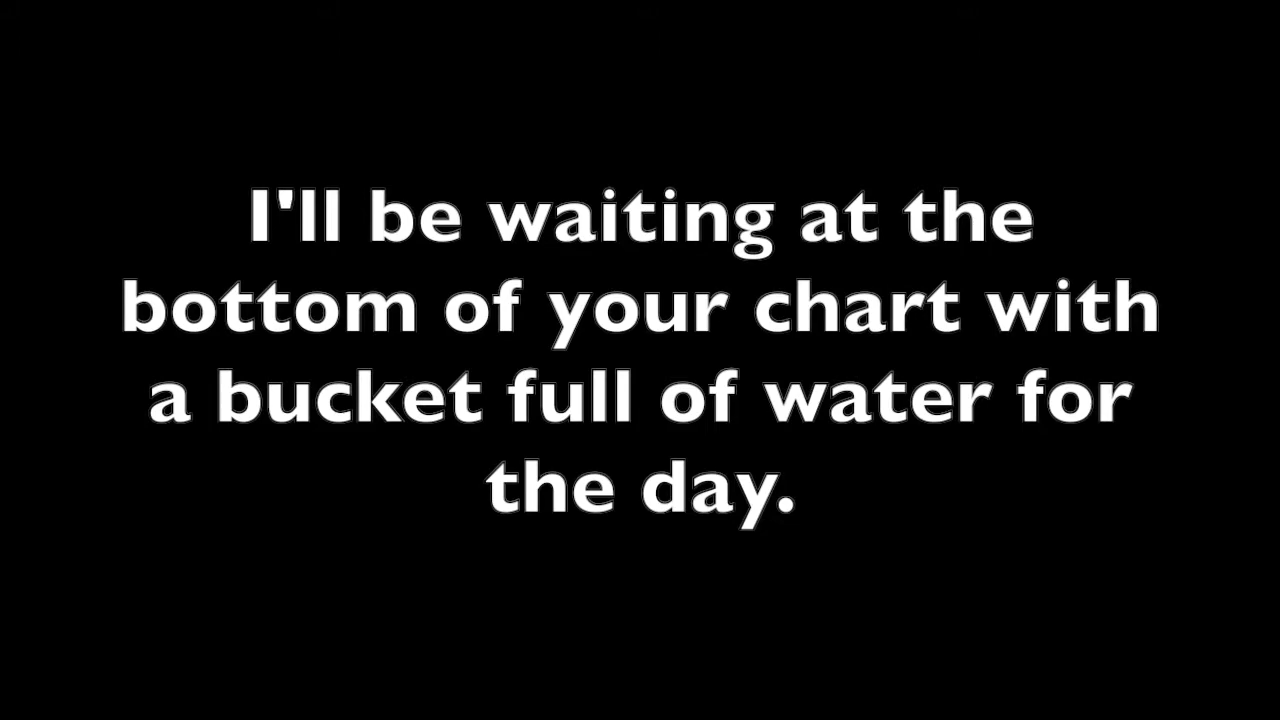 I'll be waiting at the
bottom of your chart with
a bucket full of water for
the day.